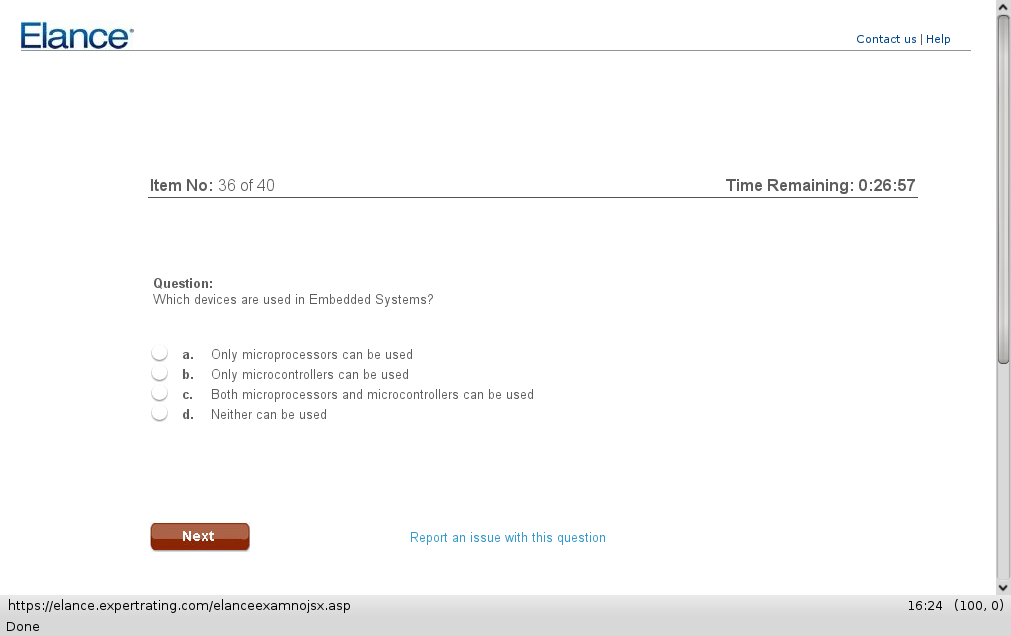 Elance
Contact us | Help
Item No: 36 of 40 Time Remaining: 0:26:57
Question:
Which devices are used in Embedded Systems?
a. Only microprocessors can be used
b. Only microcontrollers can be used
c. Both microprocessors and microcontrollers can be used
d. Neither can be used
Next Report an issue with this question
https://elance.expertrating.com/elanceexamnojsx.asp 16:24 (100, 0)
Done